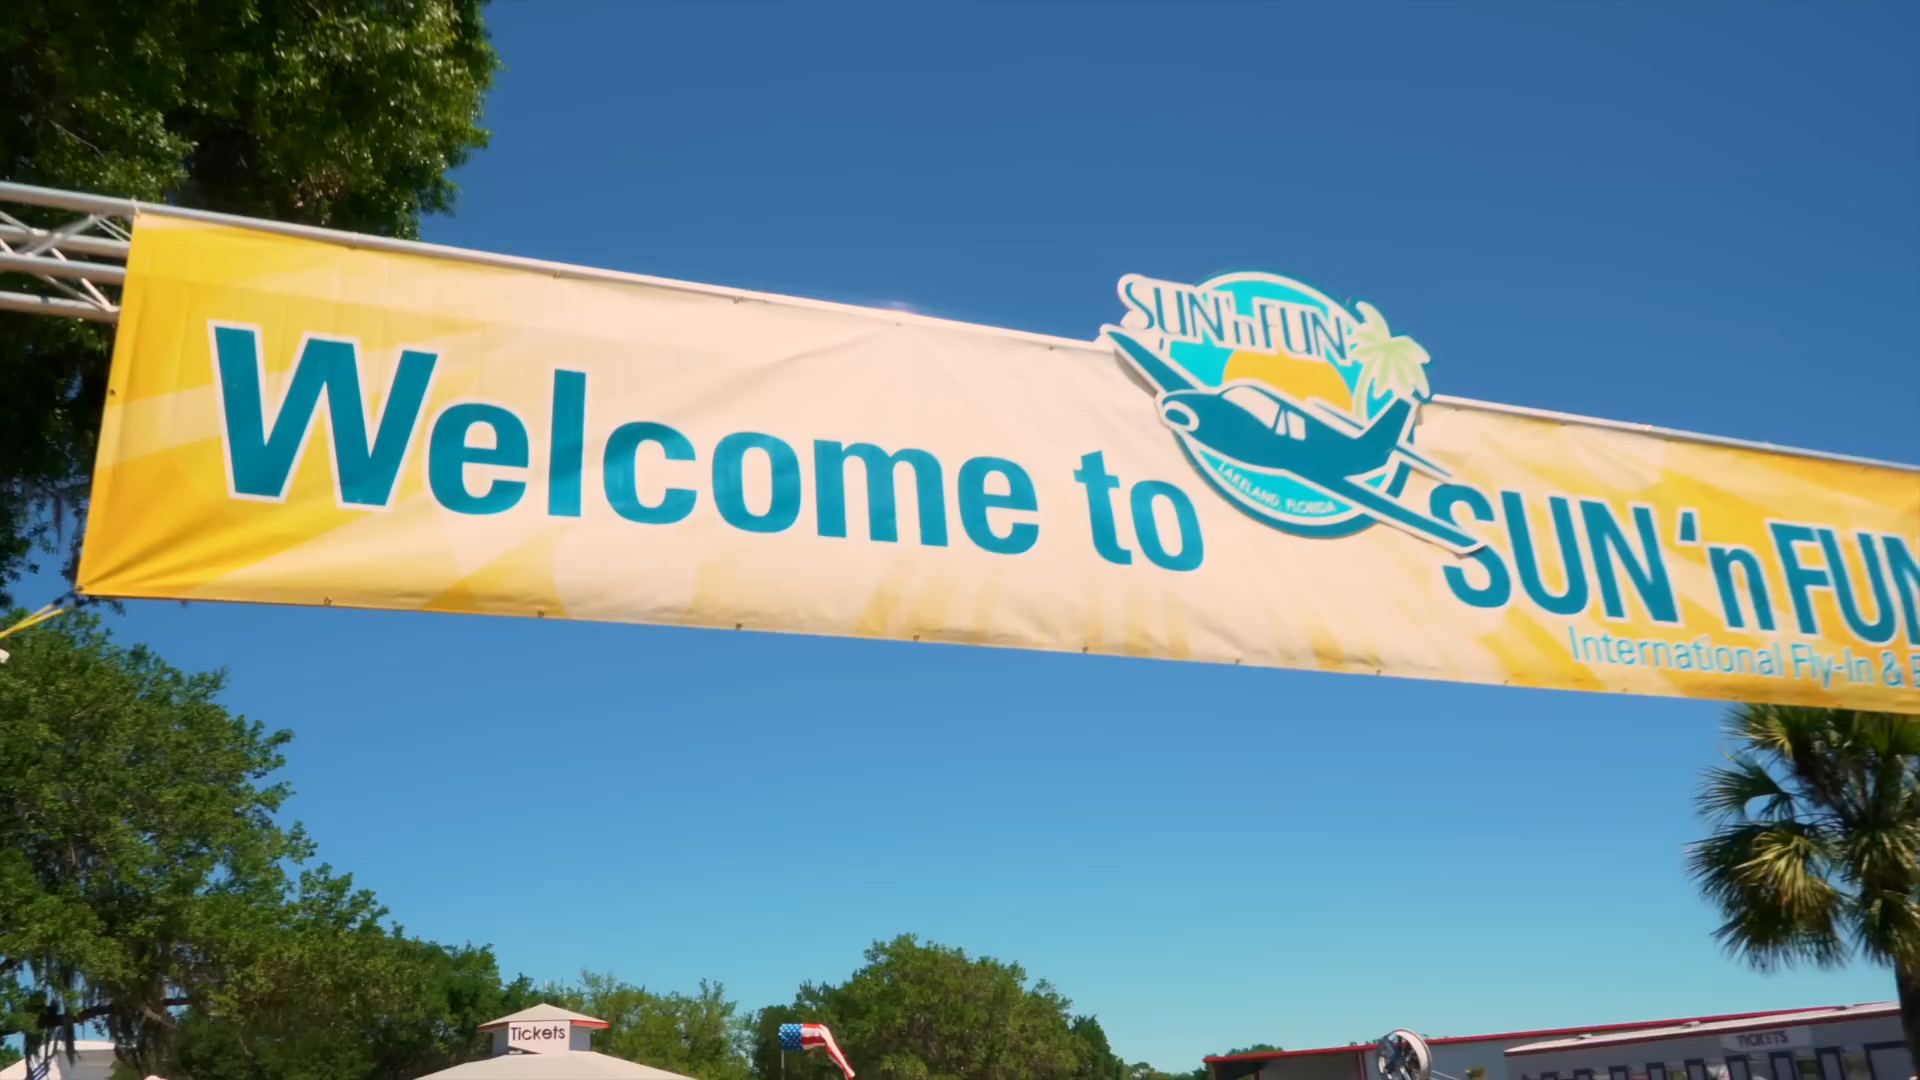 SUN 'n FUN
LAKELAND, FLORIDA
Welcome to SUN 'n FUN
International Fly-In &
Tickets
TICKETS